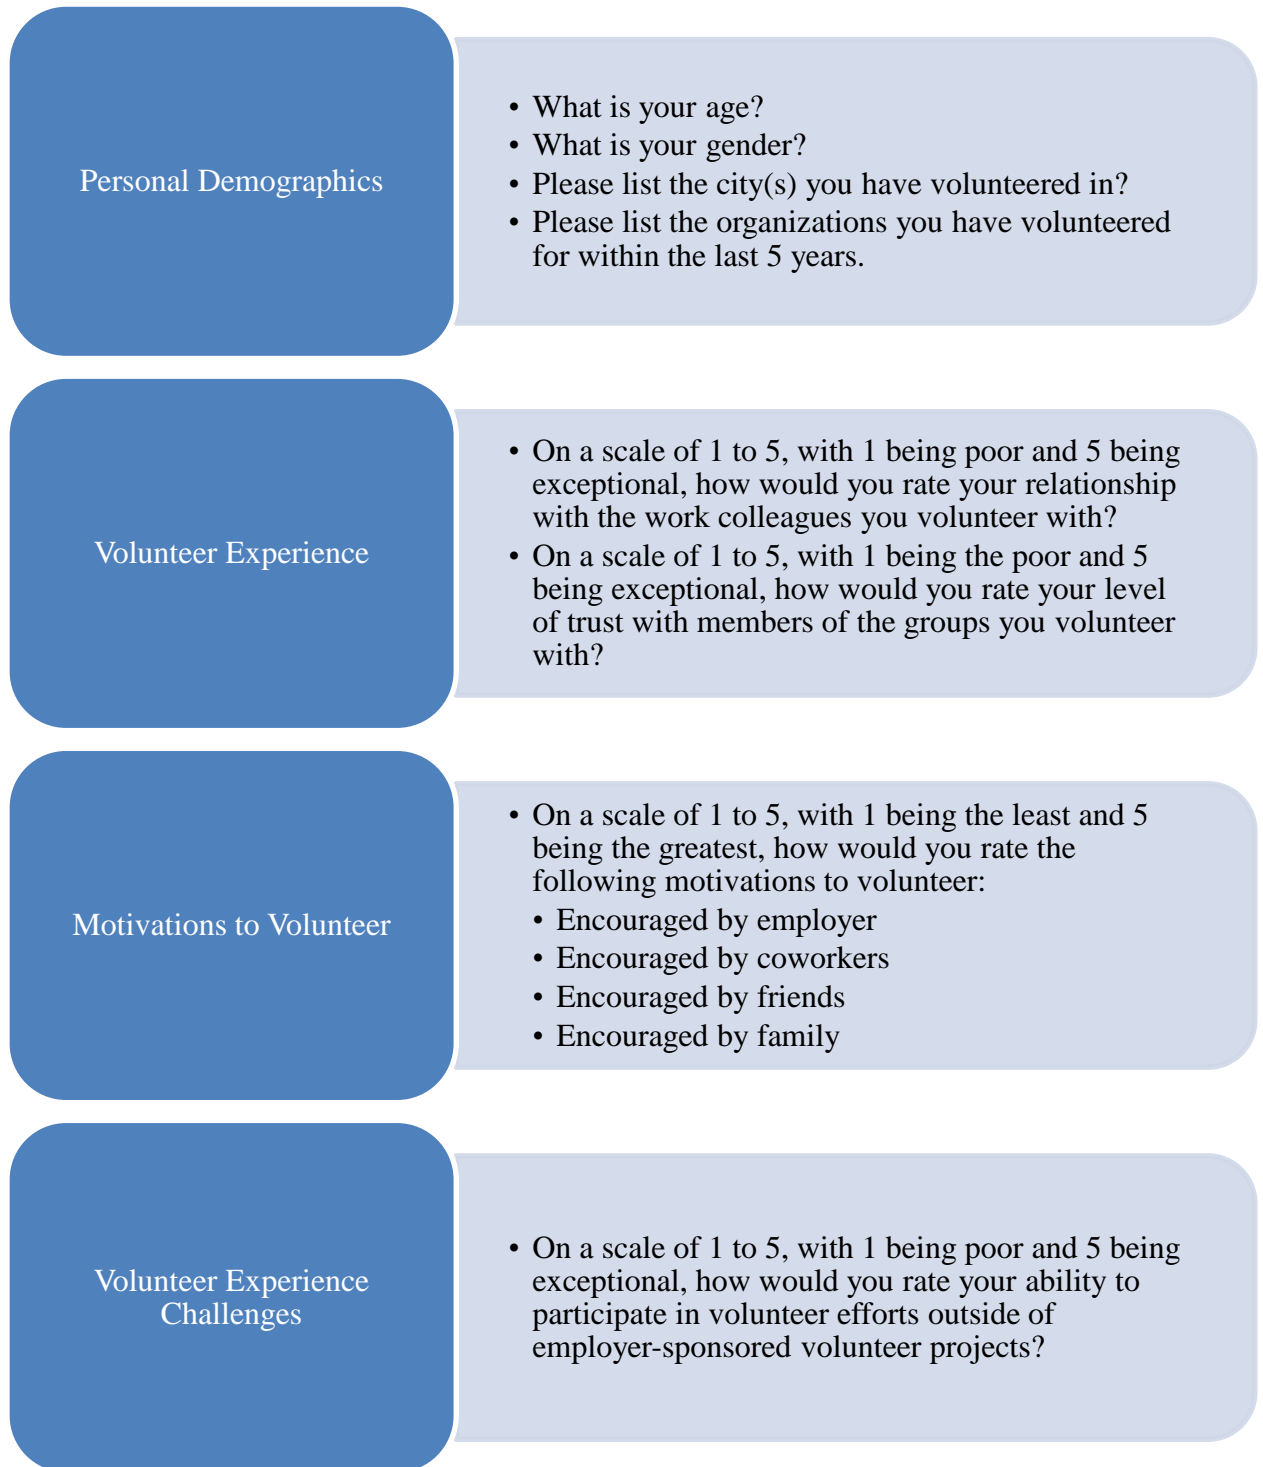 Personal Demographics
• What is your age?
• What is your gender?
• Please list the city(s) you have volunteered in?
• Please list the organizations you have volunteered
for within the last 5 years.
Volunteer Experience
• On a scale of 1 to 5, with 1 being poor and 5 being
exceptional, how would you rate your relationship
with the work colleagues you volunteer with?
• On a scale of 1 to 5, with 1 being the poor and 5
being exceptional, how would you rate your level
of trust with members of the groups you volunteer
with?
Motivations to Volunteer
• On a scale of 1 to 5, with 1 being the least and 5
being the greatest, how would you rate the
following motivations to volunteer:
• Encouraged by employer
• Encouraged by coworkers
• Encouraged by friends
• Encouraged by family
Volunteer Experience
Challenges
• On a scale of 1 to 5, with 1 being poor and 5 being
exceptional, how would you rate your ability to
participate in volunteer efforts outside of
employer-sponsored volunteer projects?